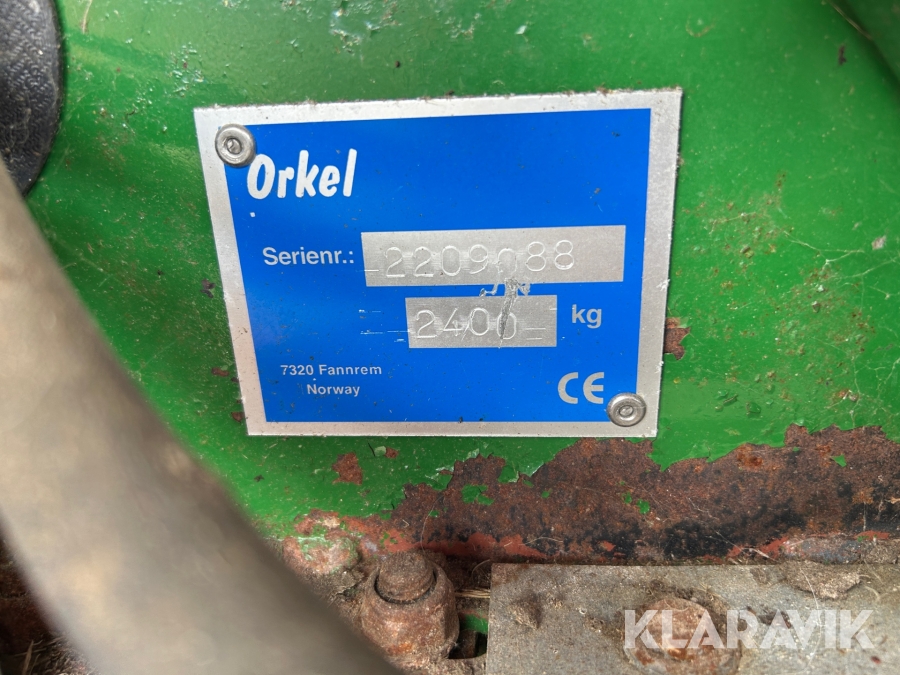 Orkel
Serienr.: 2209088
2400 kg
7320 Fannrem
Norway
CE
KLARAVIK